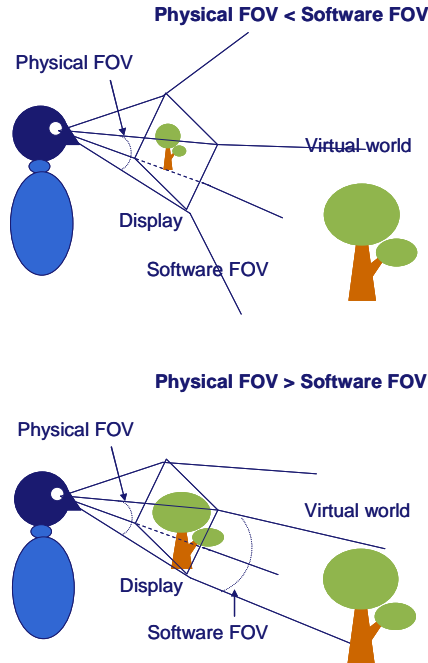 Physical FOV < Software FOV
Physical FOV
Virtual world
Display
Software FOV
Physical FOV > Software FOV
Physical FOV
Virtual world
Display
Software FOV